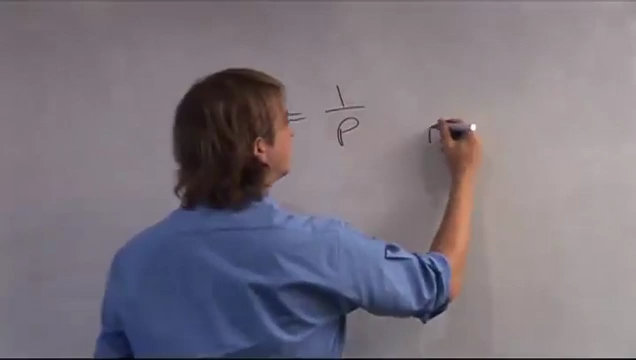 = 1/P